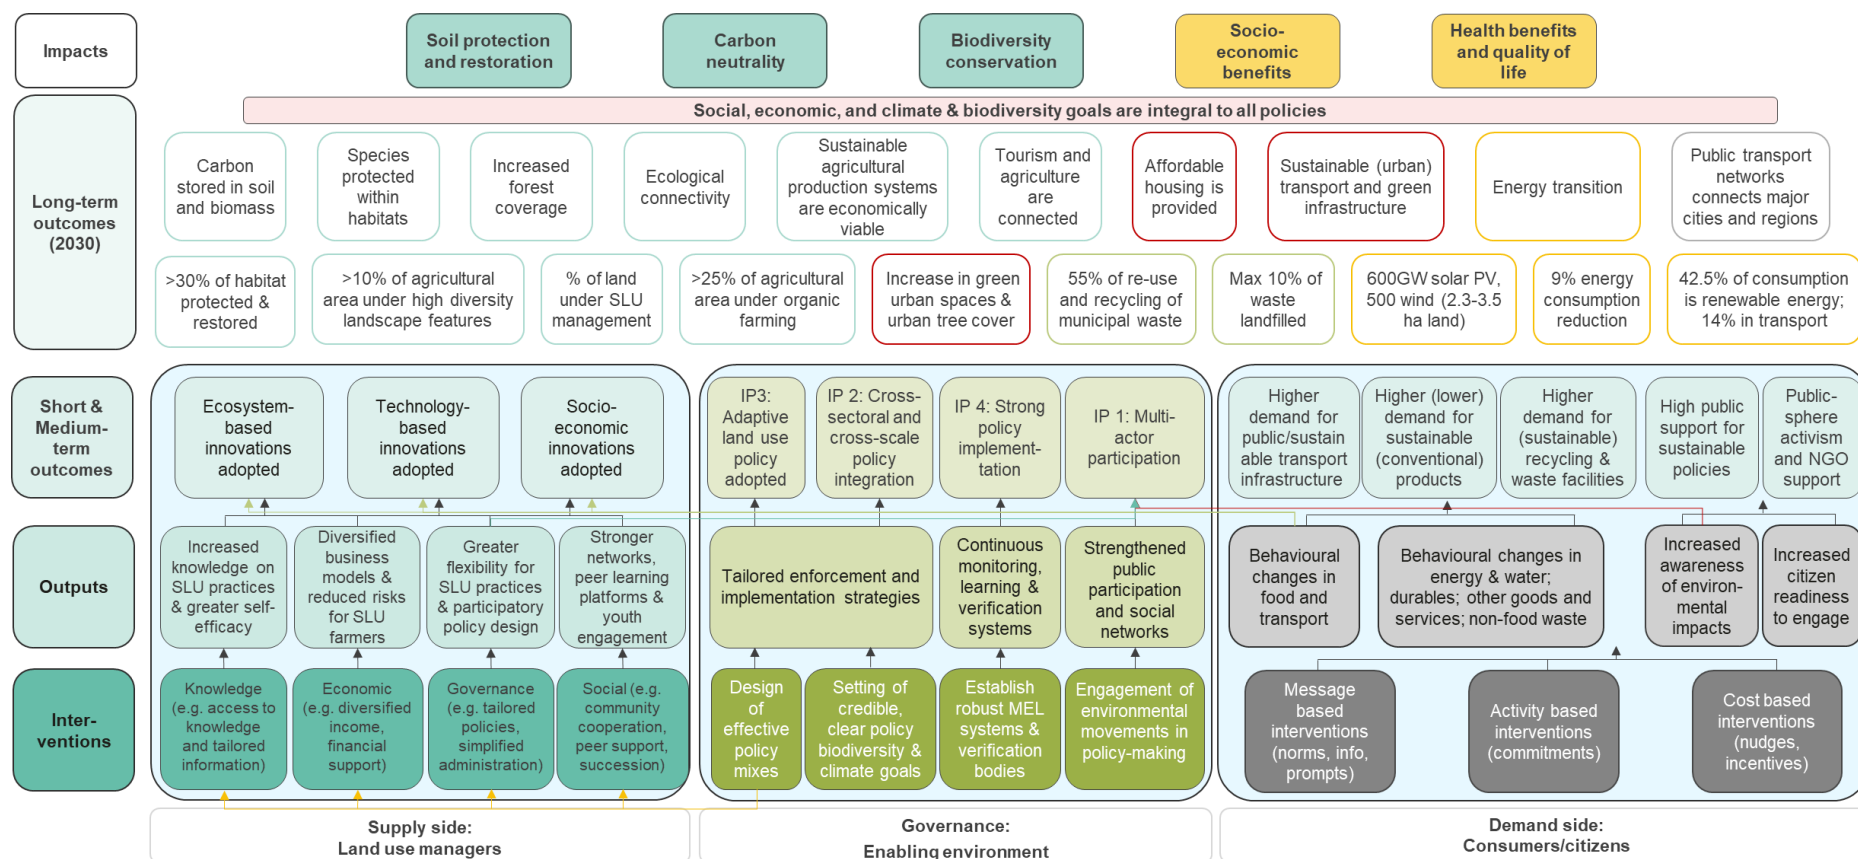 Impacts
Soil protection
and restoration
Carbon
neutrality
Biodiversity
conservation
Socio-
economic
benefits
Health benefits
and quality of
life
Social, economic, and climate & biodiversity goals are integral to all policies
Long-term
outcomes
(2030)
Carbon
stored in soil
and biomass
Species
protected
within
habitats
Increased
forest
coverage
Ecological
connectivity
Sustainable
agricultural
production systems
are economically
viable
Tourism and
agriculture
are
connected
Affordable
housing is
provided
Sustainable (urban)
transport and green
infrastructure
Energy transition
Public transport
networks
connects major
cities and regions
>30% of habitat
protected &
restored
>10% of agricultural
area under high diversity
landscape features
% of land
under SLU
management
>25% of agricultural
area under organic
farming
Increase in green
urban spaces &
urban tree cover
55% of re-use
and recycling of
municipal waste
Max 10% of
waste
landfilled
600GW solar PV,
500 wind (2.3-3.5
ha land)
9% energy
consumption
reduction
42.5% of consumption
is renewable energy;
14% in transport
Short &
Medium-
term
outcomes
Ecosystem-
based
innovations
adopted
Technology-
based
innovations
adopted
Socio-
economic
innovations
adopted
IP3:
Adaptive
land use
policy
adopted
IP 2: Cross-
sectoral and
cross-scale
policy
integration
IP 4: Strong
policy
implemen-
tation
IP 1: Multi-
actor
participation
Higher
demand for
public/sustain
able transport
infrastructure
Higher (lower)
demand for
sustainable
(conventional)
products
Higher
demand for
(sustainable)
recycling &
waste facilities
High public
support for
sustainable
policies
Public-
sphere
activism
and NGO
support
Outputs
Increased
knowledge on
SLU practices
& greater self-
efficacy
Diversified
business
models &
reduced risks
for SLU
farmers
Greater
flexibility for
SLU practices
& participatory
policy design
Stronger
networks,
peer learning
platforms &
youth
engagement
Tailored enforcement and
implementation strategies
Continuous
monitoring,
learning &
verification
systems
Strengthened
public
participation
and social
networks
Behavioural
changes in
food and
transport
Behavioural changes in
energy & water;
durables; other goods and
services; non-food waste
Increased
awareness
of environ-
mental
impacts
Increased
citizen
readiness
to engage
Inter-
ventions
Knowledge
(e.g. access to
knowledge
and tailored
information)
Economic
(e.g. diversified
income,
financial
support)
Governance
(e.g. tailored
policies,
simplified
administration)
Social (e.g.
community
cooperation,
peer support,
succession)
Design
of
effective
policy
mixes
Setting of
credible,
clear policy
biodiversity &
climate goals
Establish
robust MEL
systems &
verification
bodies
Engagement of
environmental
movements in
policy-making
Message
based
interventions
(norms, info,
prompts)
Activity based
interventions
(commitments)
Cost based
interventions
(nudges,
incentives)
Supply side:
Land use managers
Governance:
Enabling environment
Demand side:
Consumers/citizens